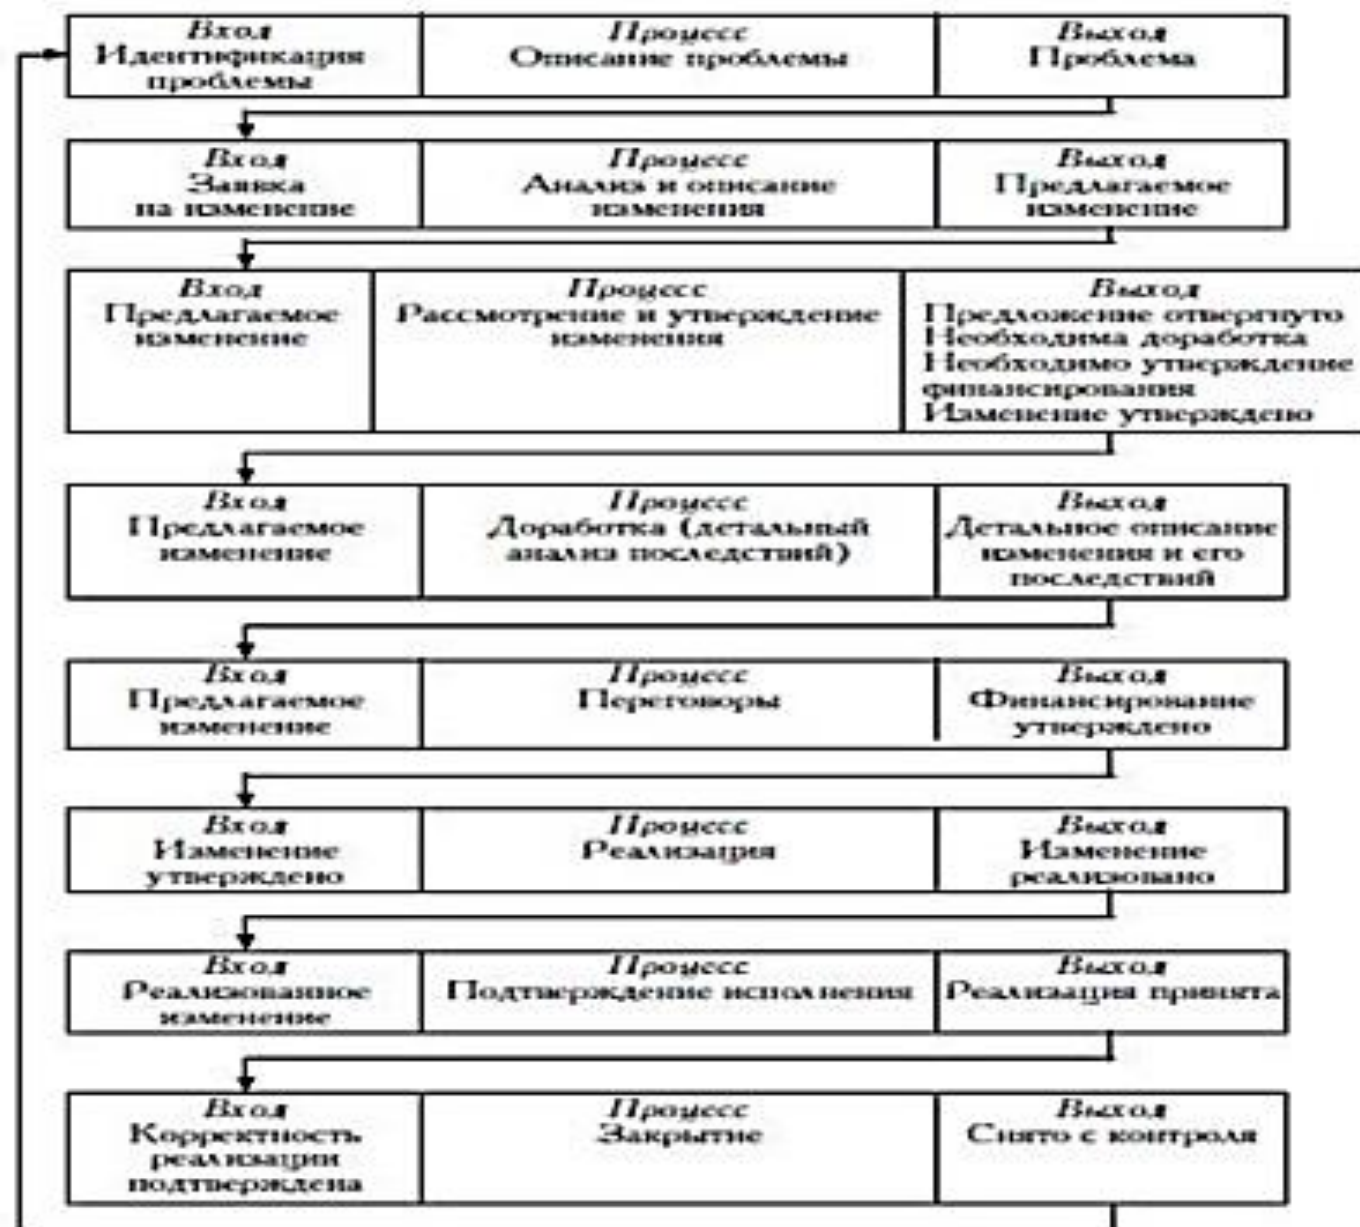 Вход
Идентификация
проблемы
Процесс
Описание проблемы
Выход
Проблема
Вход
Заявка
на изменение
Процесс
Анализ и описание
изменения
Выход
Предлагаемое
изменение
Вход
Предлагаемое
изменение
Процесс
Рассмотрение и утверждение
изменения
Выход
Предложение отвергнуто
Необходима доработка
Необходимо утверждение
финансирования
Изменение утверждено
Вход
Предлагаемое
изменение
Процесс
Доработка (детальный
анализ последствий)
Выход
Детальное описание
изменения и его
последствий
Вход
Предлагаемое
изменение
Процесс
Переговоры
Выход
Финансирование
утверждено
Вход
Изменение
утверждено
Процесс
Реализация
Выход
Изменение
реализовано
Вход
Реализованное
изменение
Процесс
Подтверждение исполнения
Выход
Реализация принята
Вход
Корректность
реализации
подтверждена
Процесс
Закрытие
Выход
Снято с контроля